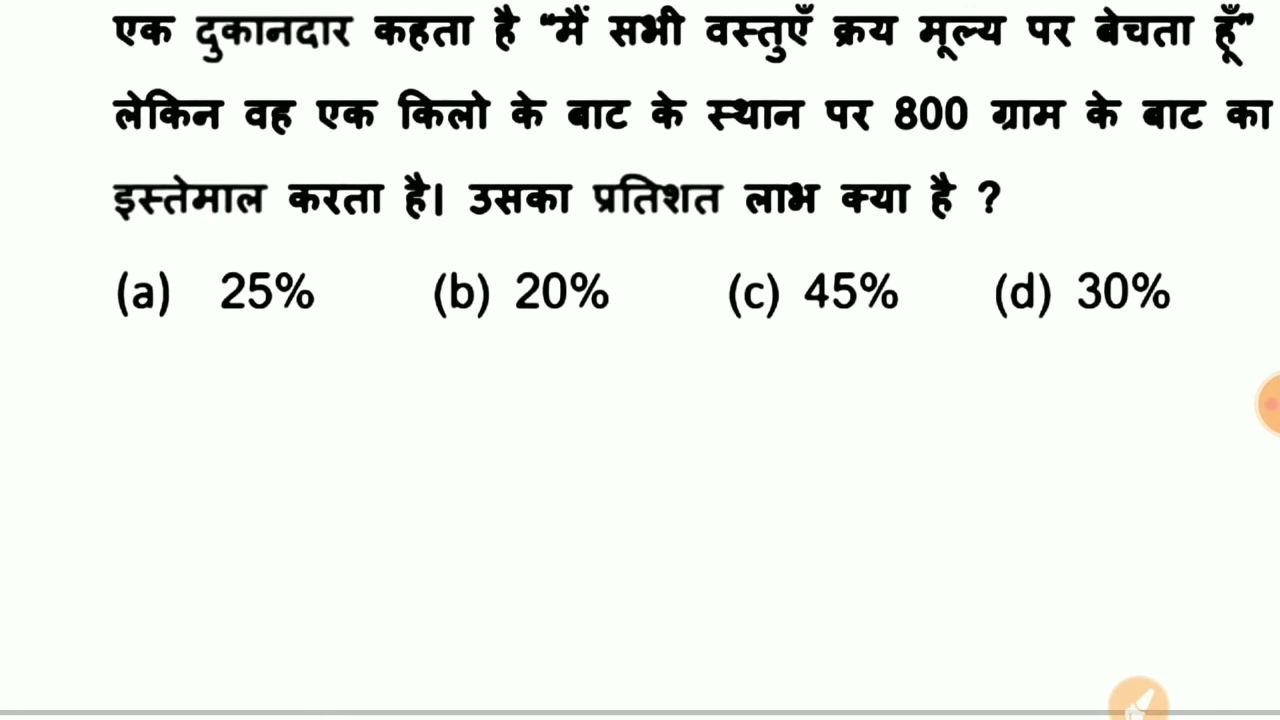 एक दुकानदार कहता है “मैं सभी वस्तुएँ क्रय मूल्य पर बेचता हूँ”
लेकिन वह एक किलो के बाट के स्थान पर 800 ग्राम के बाट का
इस्तेमाल करता है। उसका प्रतिशत लाभ क्या है ?
(a) 25% (b) 20% (c) 45% (d) 30%